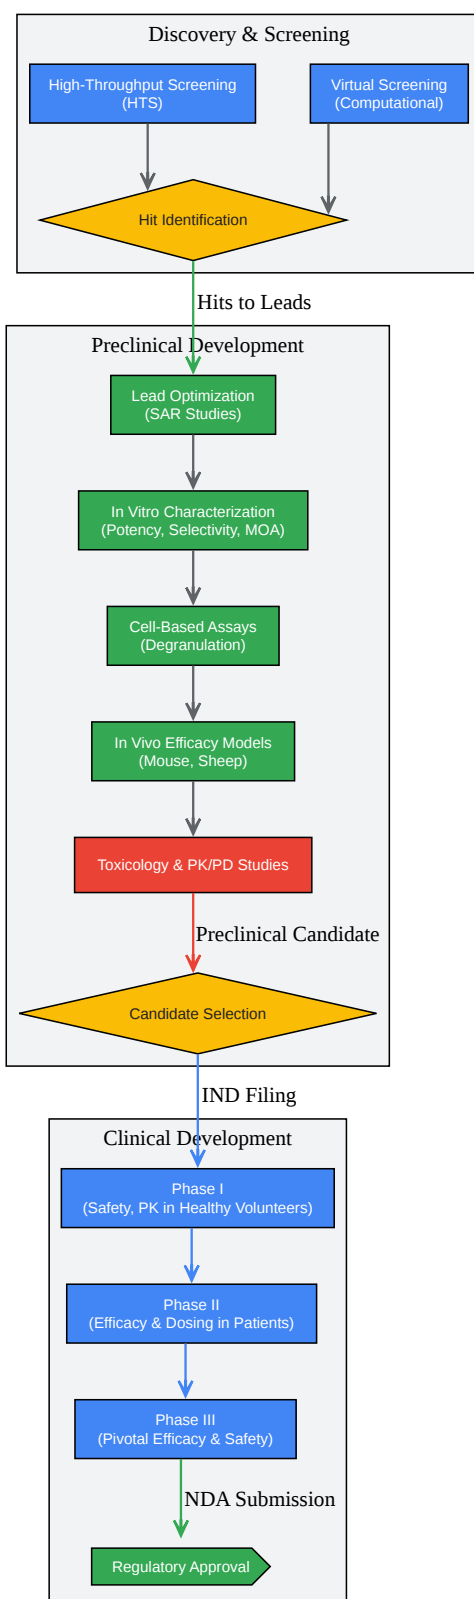 Discovery & Screening
High-Throughput Screening
(HTS)
Virtual Screening
(Computational)
Hit Identification
Hits to Leads
Preclinical Development
Lead Optimization
(SAR Studies)
In Vitro Characterization
(Potency, Selectivity, MOA)
Cell-Based Assays
(Degranulation)
In Vivo Efficacy Models
(Mouse, Sheep)
Toxicology & PK/PD Studies
Preclinical Candidate
Candidate Selection
IND Filing
Clinical Development
Phase I
(Safety, PK in Healthy Volunteers)
Phase II
(Efficacy & Dosing in Patients)
Phase III
(Pivotal Efficacy & Safety)
NDA Submission
Regulatory Approval